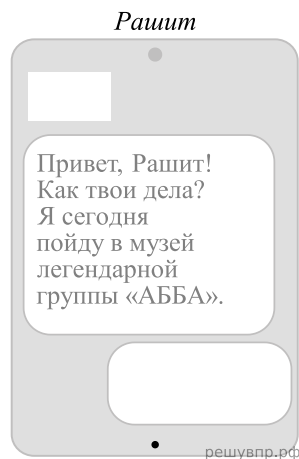 Рашит
Привет, Рашит!
Как твои дела?
Я сегодня
пойду в музей
легендарной
группы «АББА».
решувпр.рф